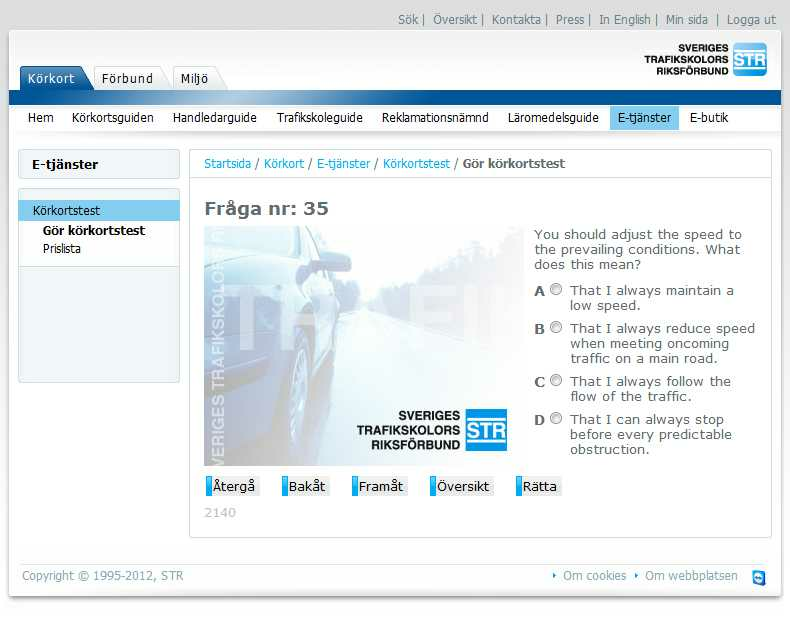 Sök | Översikt | Kontakta | Press | In English | Min sida | Logga ut
SVERIGES
TRAFIKSKOLORS
RIKSFÖRBUND
STR
Körkort Förbund Miljö
Hem Körkortsguiden Handledarguide Trafikskoleguide Reklamationsnämnd Läromedelsguide E-tjänster E-butik
E-tjänster
Körkortstest
Gör körkortstest
Prislista
Startsida / Körkort / E-tjänster / Körkortstest / Gör körkortstest
Fråga nr: 35
SVERIGES
TRAFIKSKOLORS
RIKSFÖRBUND
STR
You should adjust the speed to
the prevailing conditions. What
does this mean?
A That I always maintain a
low speed.
B That I always reduce speed
when meeting oncoming
traffic on a main road.
C That I always follow the
flow of the traffic.
D That I can always stop
before every predictable
obstruction.
Återgå Bakåt Framåt Översikt Rätta
2140
Copyright © 1995-2012, STR
Om cookies Om webbplatsen